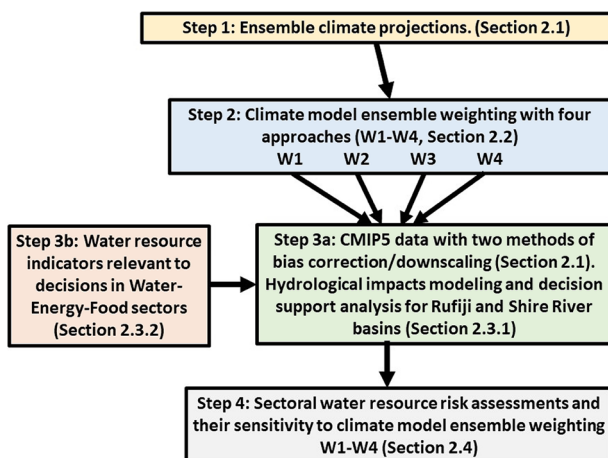 Step 1: Ensemble climate projections. (Section 2.1)
Step 2: Climate model ensemble weighting with four
approaches (W1-W4, Section 2.2)
W1 W2 W3 W4
Step 3b: Water resource
indicators relevant to
decisions in Water-
Energy-Food sectors
(Section 2.3.2)
Step 3a: CMIP5 data with two methods of
bias correction/downscaling (Section 2.1).
Hydrological impacts modeling and decision
support analysis for Rufiji and Shire River
basins (Section 2.3.1)
Step 4: Sectoral water resource risk assessments and
their sensitivity to climate model ensemble weighting
W1-W4 (Section 2.4)